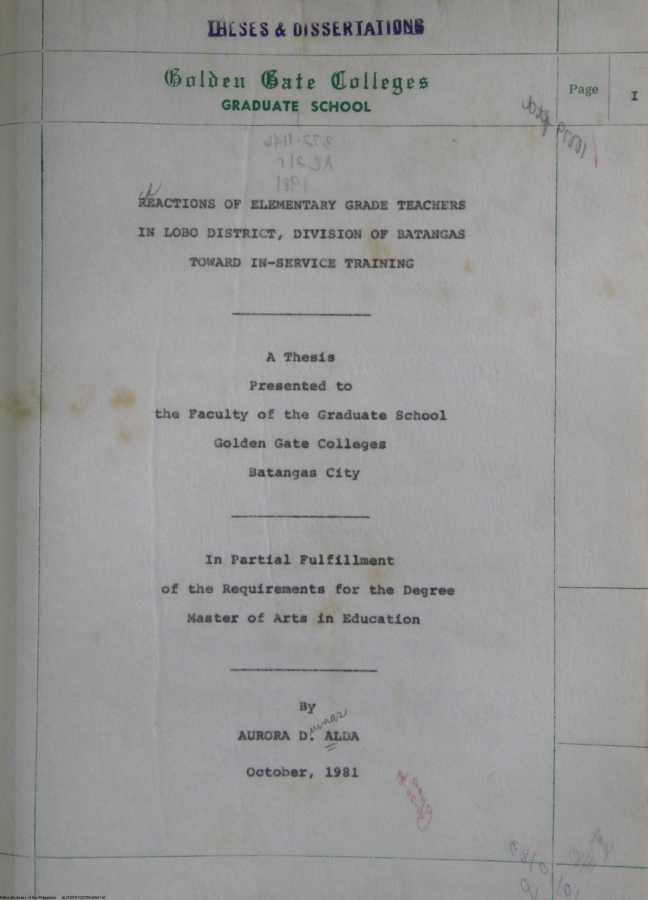 THESES & DISSERTATIONS
Golden Gate Colleges
GRADUATE SCHOOL
Page I
REACTIONS OF ELEMENTARY GRADE TEACHERS
IN LOBO DISTRICT, DIVISION OF BATANGAS
TOWARD IN-SERVICE TRAINING
A Thesis
Presented to
the Faculty of the Graduate School
Golden Gate Colleges
Batangas City
In Partial Fulfillment
of the Requirements for the Degree
Master of Arts in Education
By
AURORA D. ALDA
October, 1981